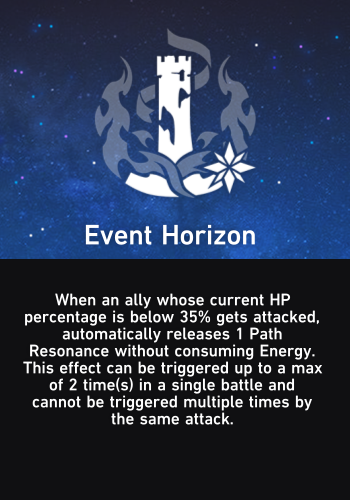 Event Horizon
When an ally whose current HP
percentage is below 35% gets attacked,
automatically releases 1 Path
Resonance without consuming Energy.
This effect can be triggered up to a max
of 2 time(s) in a single battle and
cannot be triggered multiple times by
the same attack.